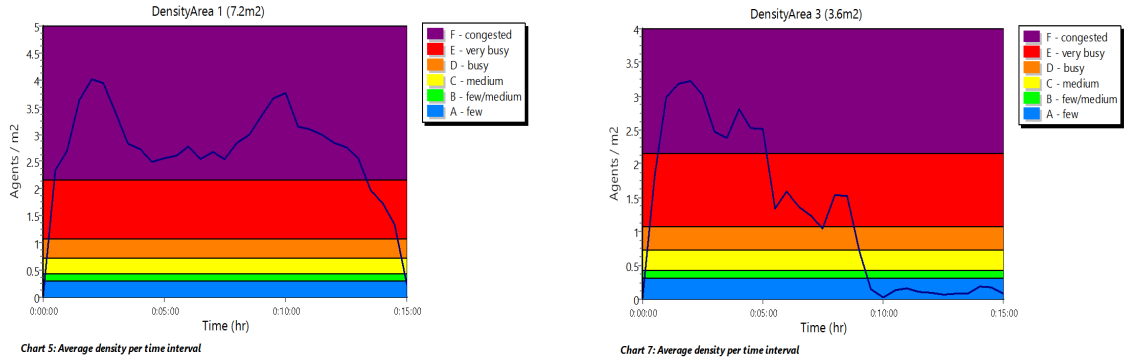 DensityArea 1 (7.2m2)
5
4.5
4
3.5
3
2.5
2
1.5
1
0.5
0
Agents / m2
0:00:00
0:05:00
0:10:00
0:15:00
Time (hr)
F - congested
E - very busy
D - busy
C - medium
B - few/medium
A - few
Chart 5: Average density per time interval
DensityArea 3 (3.6m2)
4
3.5
3
2.5
2
1.5
1
0.5
0
Agents / m2
0:00:00
0:05:00
0:10:00
0:15:00
Time (hr)
F - congested
E - very busy
D - busy
C - medium
B - few/medium
A - few
Chart 7: Average density per time interval